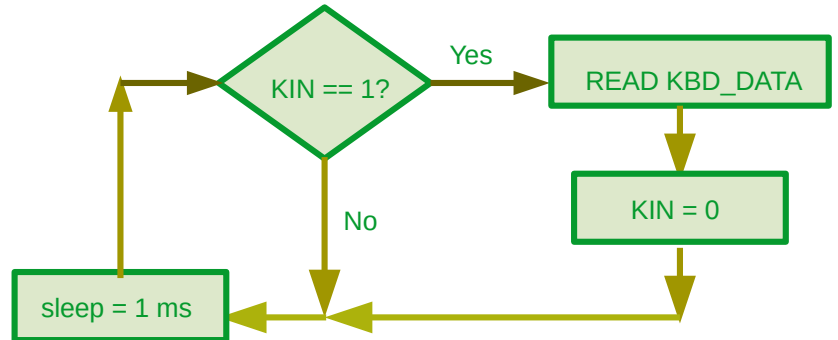 KIN == 1?
Yes
READ KBD_DATA
KIN = 0
No
sleep = 1 ms